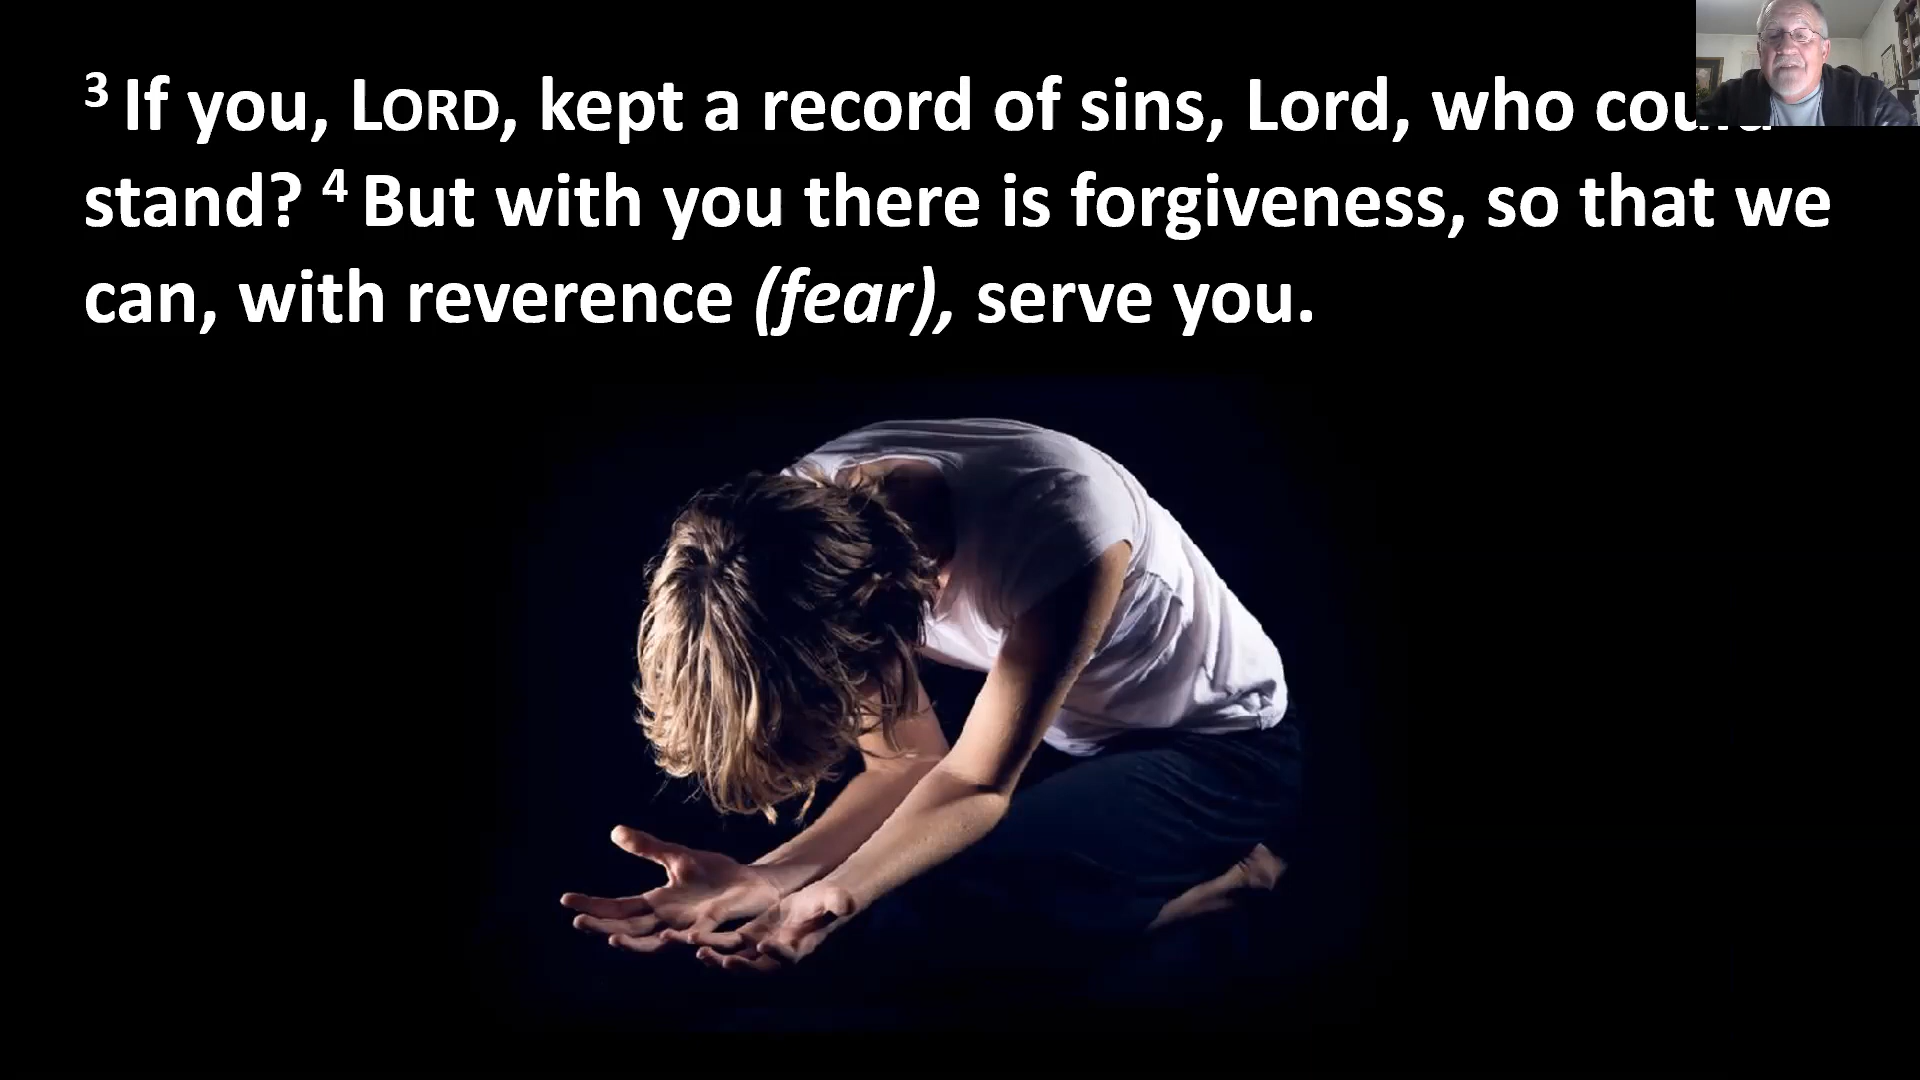 3 If you, LORD, kept a record of sins, Lord, who could
stand? 4 But with you there is forgiveness, so that we
can, with reverence (fear), serve you.